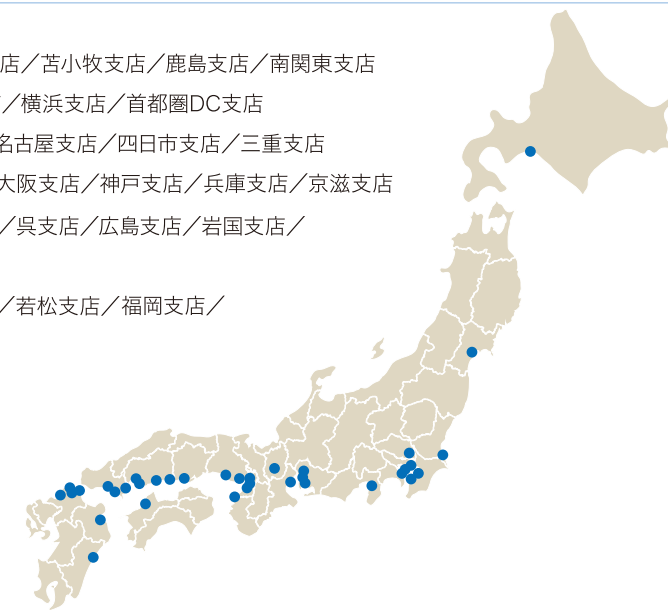 店／苫小牧支店／鹿島支店／南関東支店
／横浜支店／首都圏DC支店
名古屋支店／四日市支店／三重支店
大阪支店／神戸支店／兵庫支店／京滋支店
／呉支店／広島支店／岩国支店／
／若松支店／福岡支店／